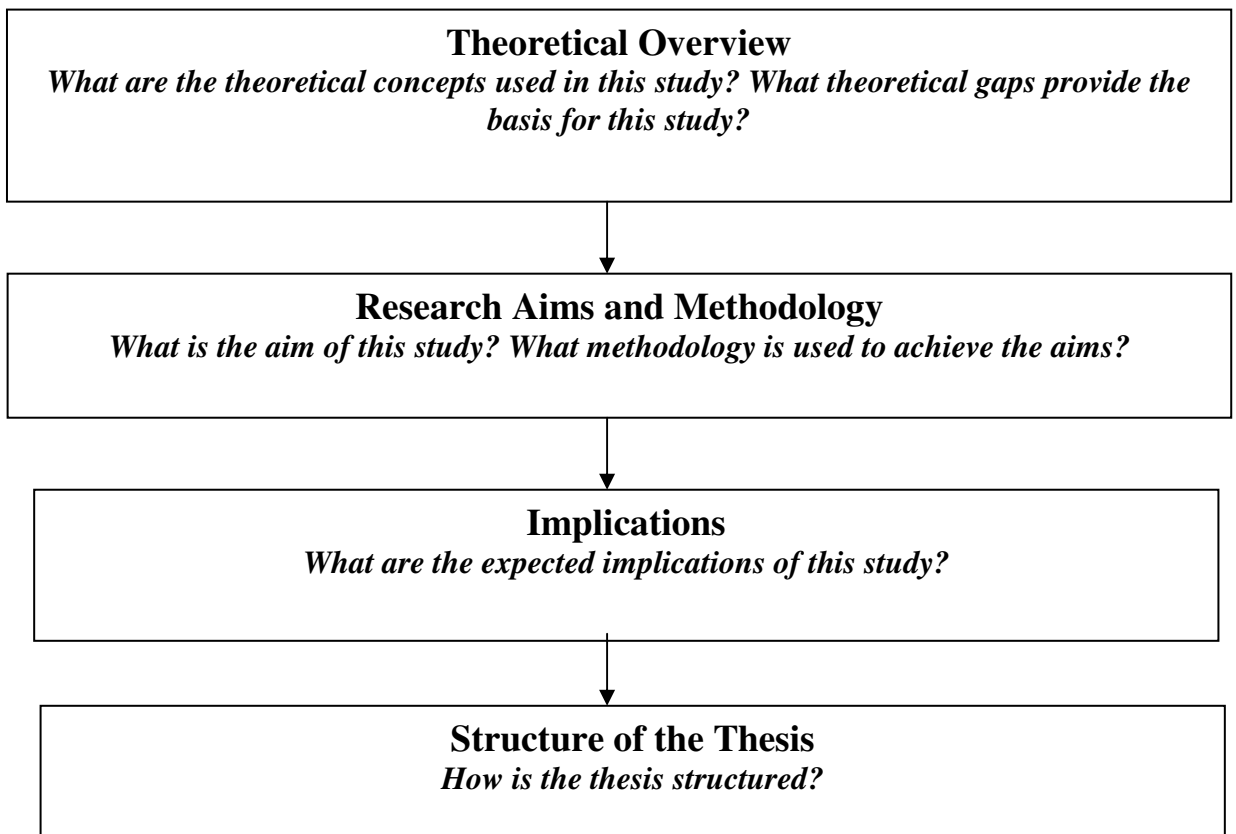 Theoretical Overview
What are the theoretical concepts used in this study? What theoretical gaps provide the
basis for this study?
Research Aims and Methodology
What is the aim of this study? What methodology is used to achieve the aims?
Implications
What are the expected implications of this study?
Structure of the Thesis
How is the thesis structured?